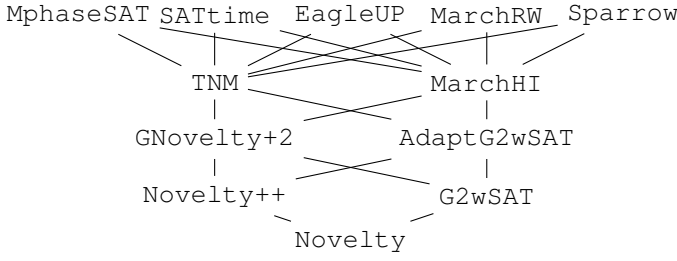 MphaseSAT SATtime EagleUP MarchRW Sparrow
TNM MarchHI
GNovelty+2 AdaptG2wSAT
Novelty++ G2wSAT
Novelty